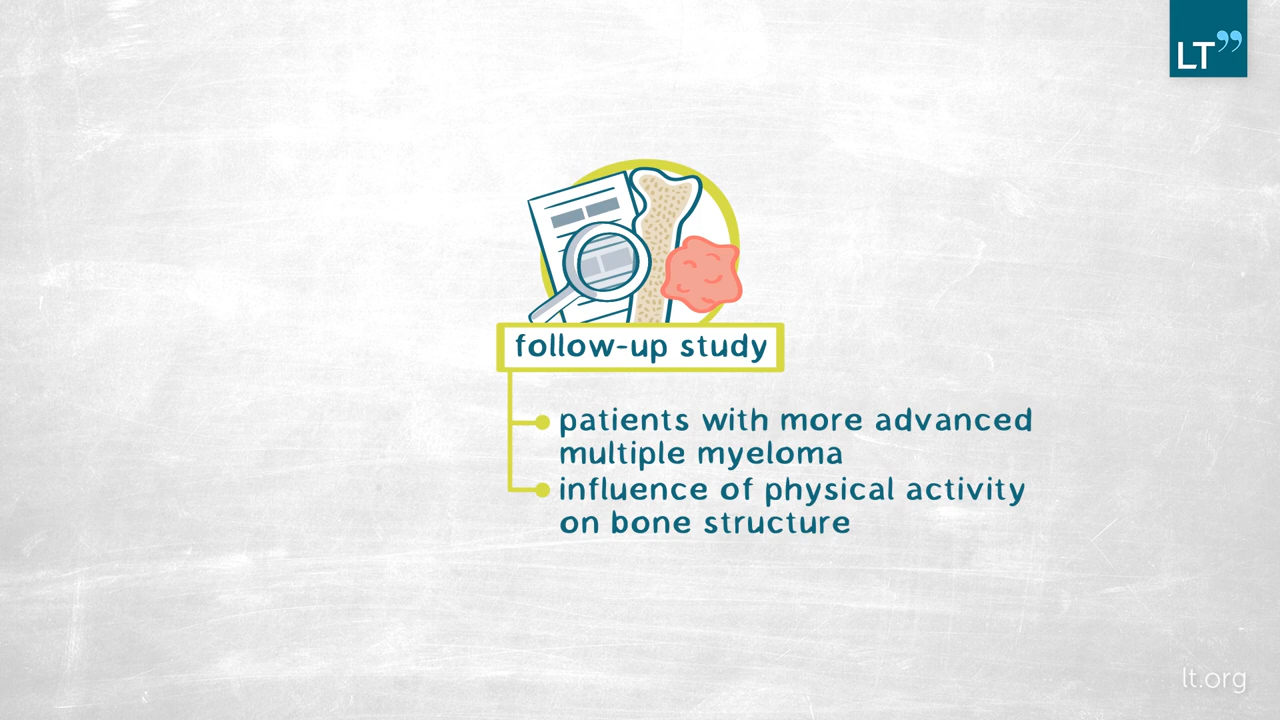 LT”
follow-up study
patients with more advanced
multiple myeloma
influence of physical activity
on bone structure
lt.org